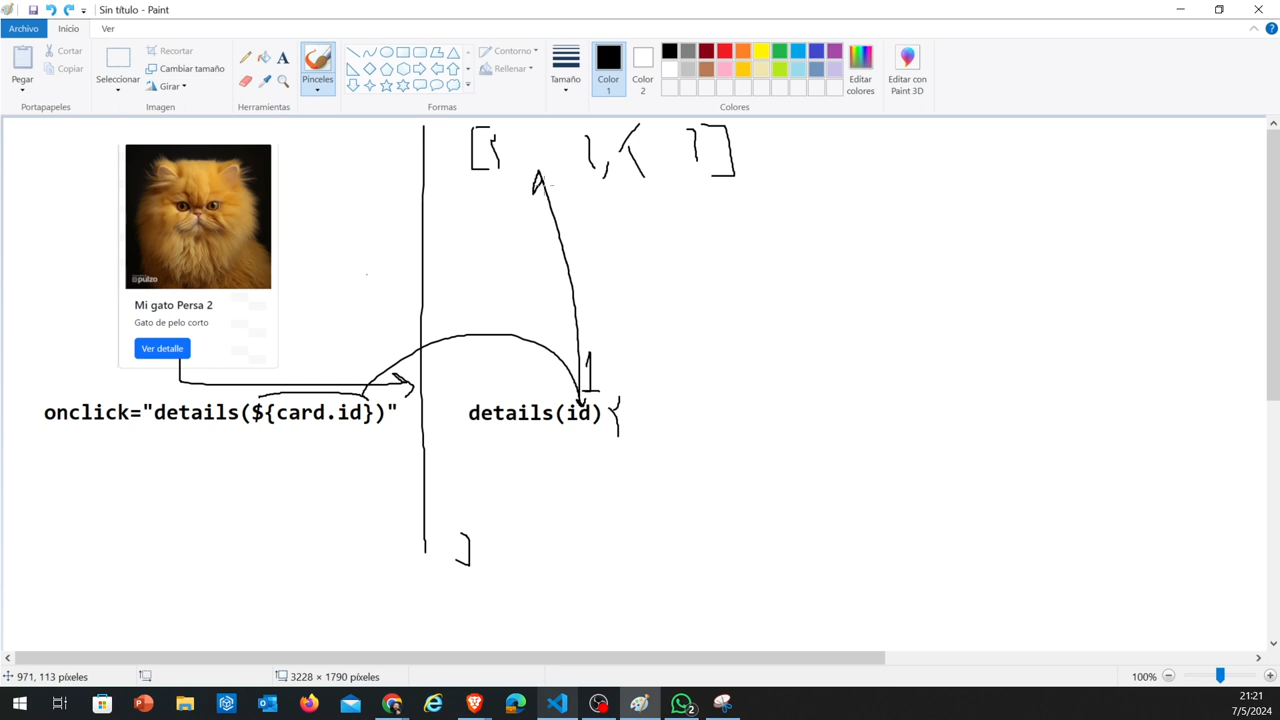 Sin título - Paint
Archivo
Inicio
Ver
Pegar
Cortar
Copiar
Portapapeles
Seleccionar
Recortar
Cambiar tamaño
Girar
Imagen
A
Herramientas
Pinceles
Contorno
Rellenar
Formas
Tamaño
Color 1
Color 2
Colores
Editar colores
Editar con Paint 3D
[{ },{ }]
pulzo
Mi gato Persa 2
Gato de pelo corto
Ver detalle
1
onclick="details(${card.id})" details(id) {
}
971, 113 píxeles
3228 × 1790 píxeles
100%
2
21:21
7/5/2024